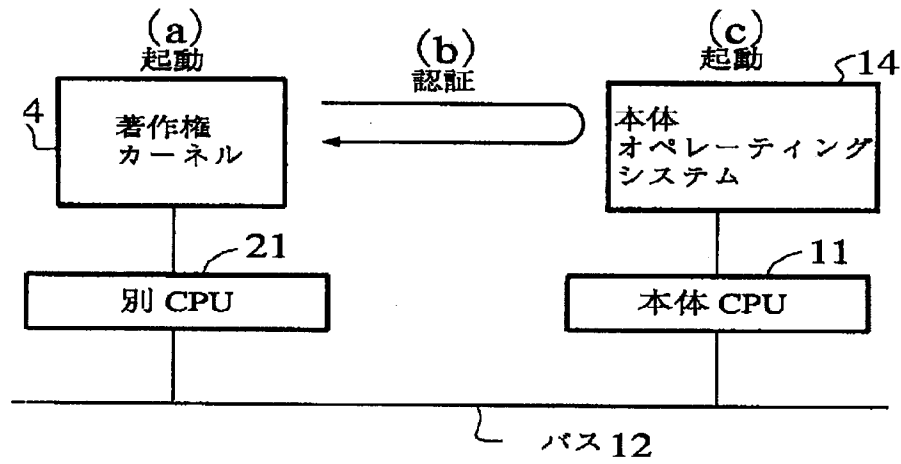 (a)
起動
(b)
認証
(c)
起動
14
4
著作権
カーネル
本体
オペレーティング
システム
21
別 CPU
11
本体 CPU
バス 12